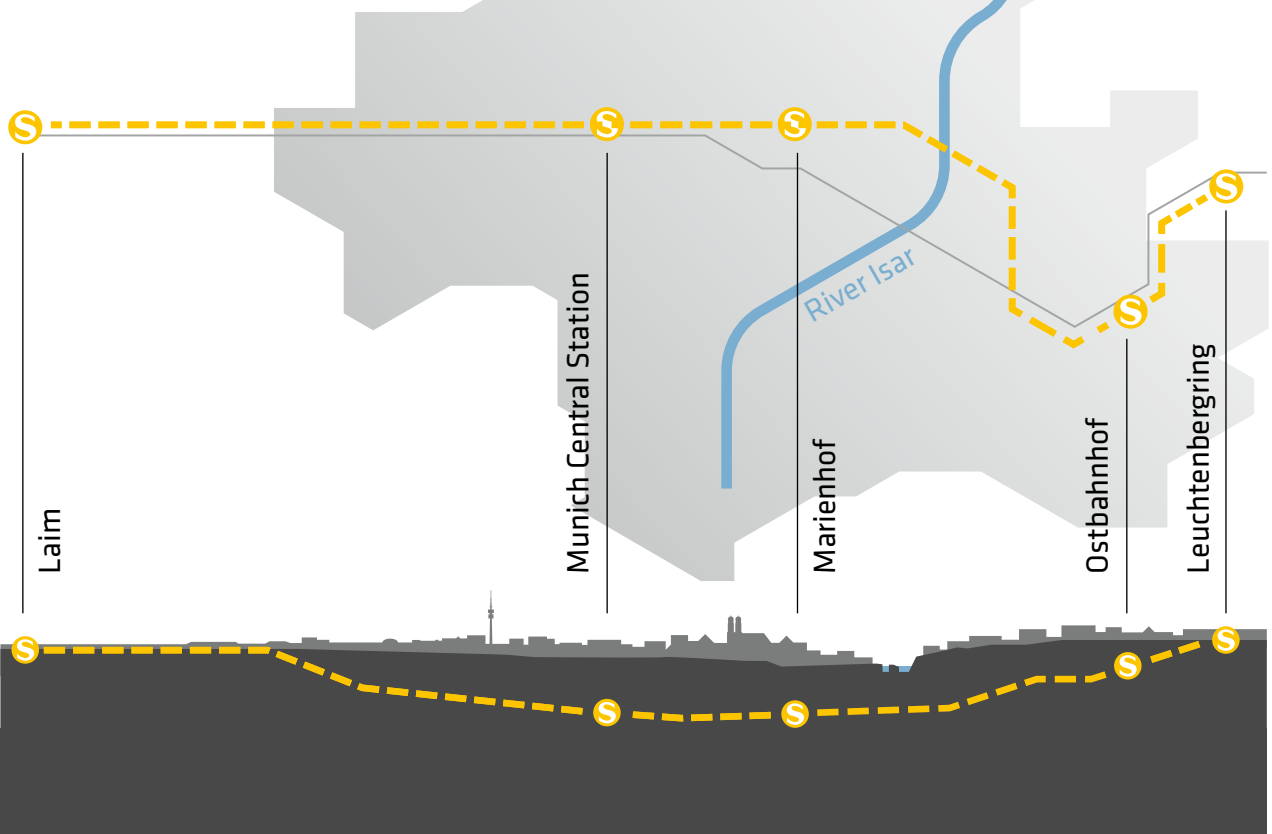 S
S
S
S
S
River Isar
Laim
Munich Central Station
Marienhof
Ostbahnhof
Leuchtenbergring
S
S
S
S
S